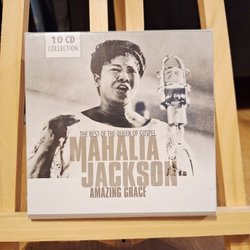 10 CD
COLLECTION
THE BEST OF THE QUEEN OF GOSPEL
MAHALIA
JACKSON
AMAZING GRACE